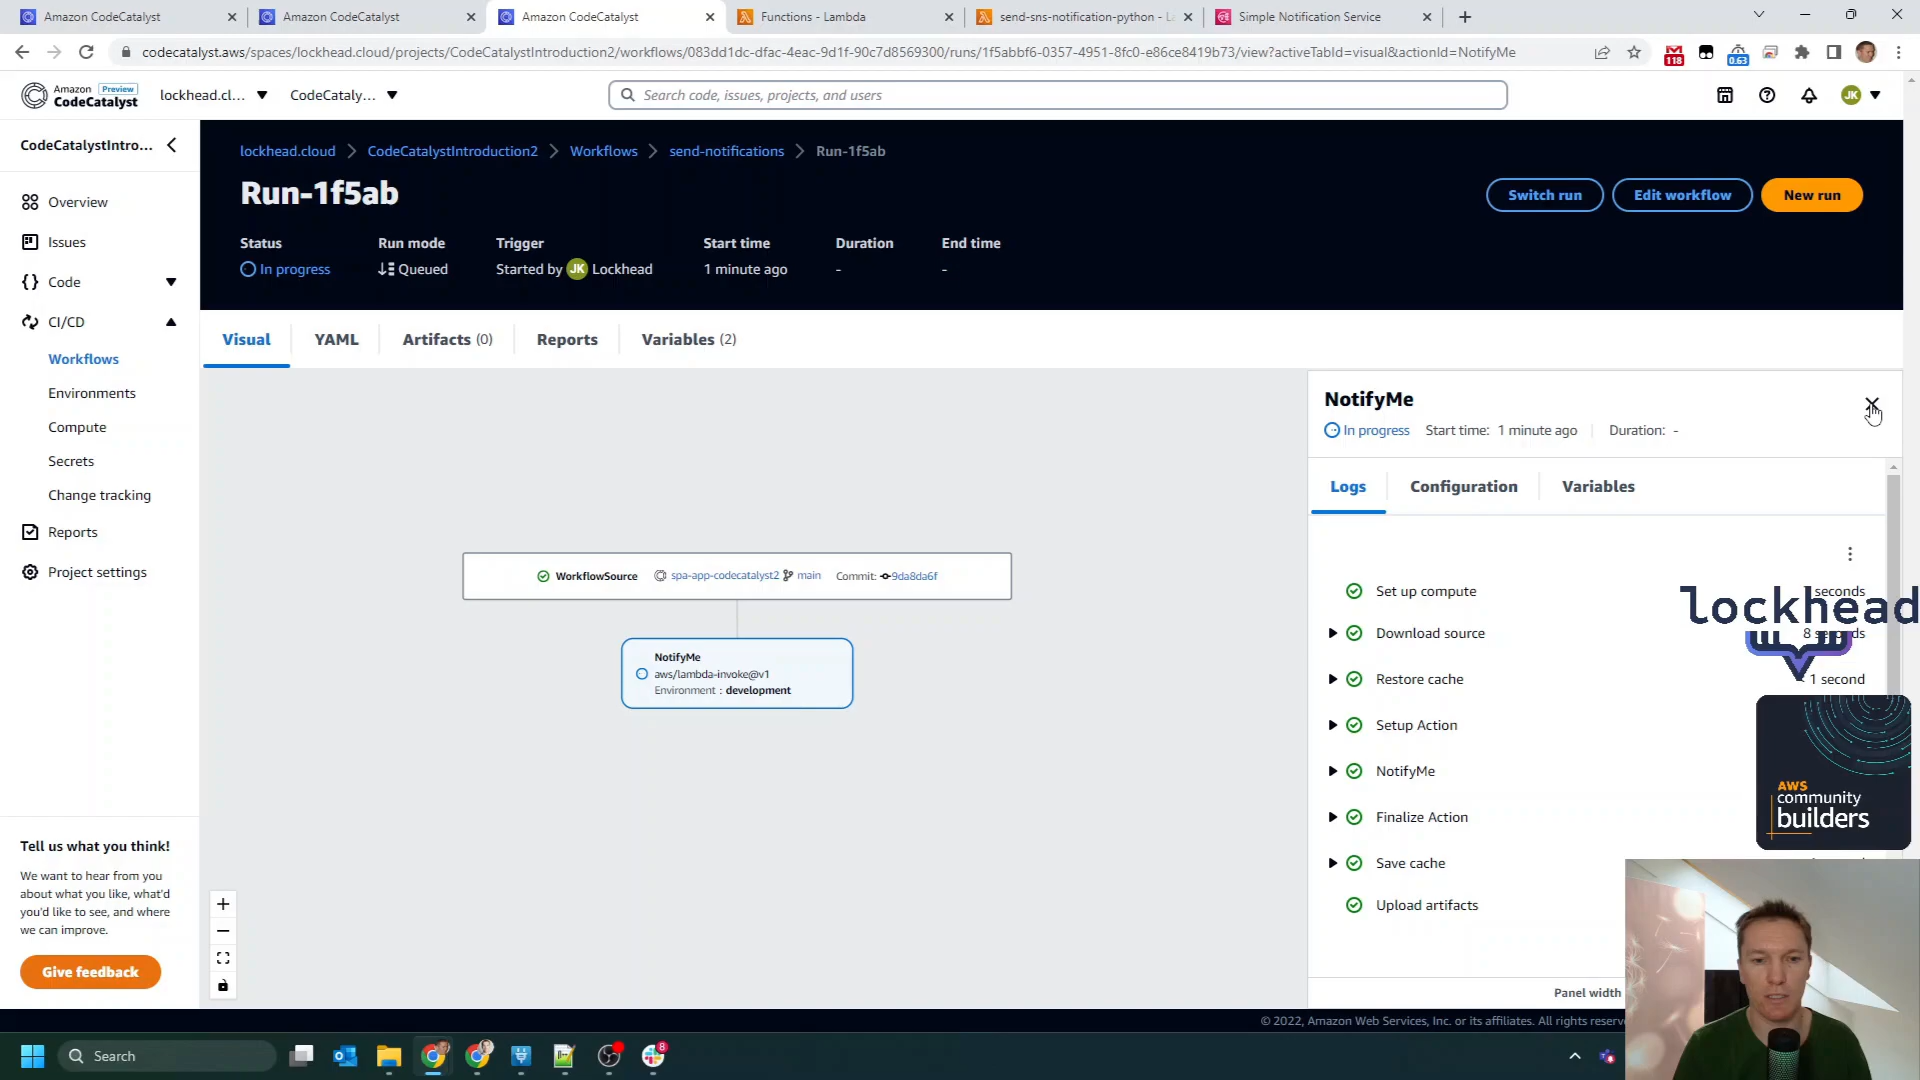 Amazon CodeCatalyst
Amazon CodeCatalyst
Amazon CodeCatalyst
Functions - Lambda
send-sns-notification-python - L
Simple Notification Service
codecatalyst.aws/spaces/lockhead.cloud/projects/CodeCatalystIntroduction2/workflows/083dd1dc-dfac-4eac-9d1f-90c7d8569300/runs/1f5abbf6-0357-4951-8fc0-e86ce8419b73/view?activeTabId=visual&actionId=NotifyMe
118
0.63
Amazon Preview
CodeCatalyst
lockhead.cl...
CodeCataly...
Search code, issues, projects, and users
JK
CodeCatalystIntro...
Overview
Issues
Code
CI/CD
Workflows
Environments
Compute
Secrets
Change tracking
Reports
Project settings
Tell us what you think!
We want to hear from you
about what you like, what'd
you'd like to see, and where
we can improve.
Give feedback
lockhead.cloud
CodeCatalystIntroduction2
Workflows
send-notifications
Run-1f5ab
Run-1f5ab
Switch run
Edit workflow
New run
Status
Run mode
Trigger
Start time
Duration
End time
In progress
Queued
Started by JK Lockhead
1 minute ago
-
-
Visual
YAML
Artifacts (0)
Reports
Variables (2)
WorkflowSource
spa-app-codecatalyst2
main
Commit: 9da8da6f
NotifyMe
aws/lambda-invoke@v1
Environment : development
NotifyMe
In progress
Start time: 1 minute ago
Duration: -
Logs
Configuration
Variables
Set up compute
seconds
Download source
8 seconds
Restore cache
< 1 second
Setup Action
NotifyMe
Finalize Action
Save cache
Upload artifacts
Panel width
lockhead
AWS
community
builders
© 2022, Amazon Web Services, Inc. or its affiliates. All rights reserv
Search
8